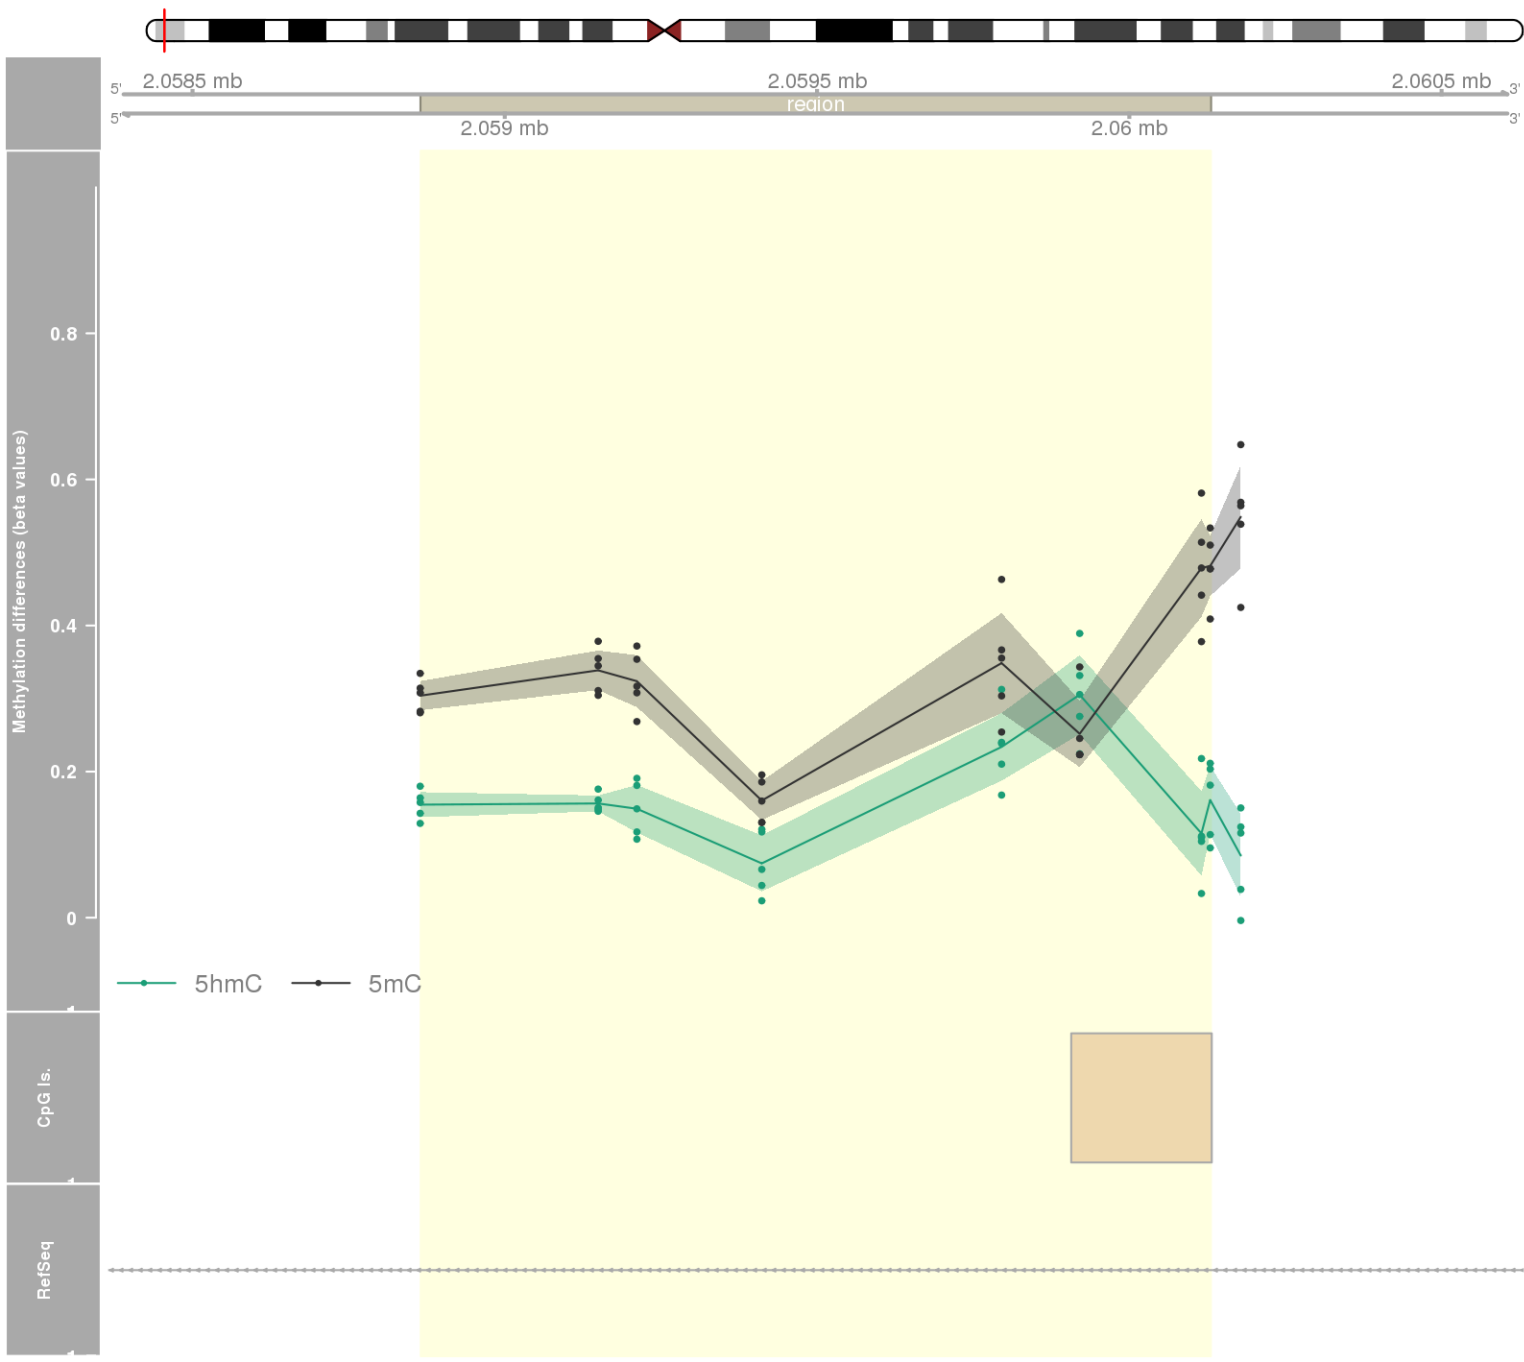 2.0585 mb 2.0595 mb 2.0605 mb
5' 3'
region
5' 3'
2.059 mb 2.06 mb
Methylation differences (beta values)
0.8
0.6
0.4
0.2
0
5hmC 5mC
CpG Is.
RefSeq